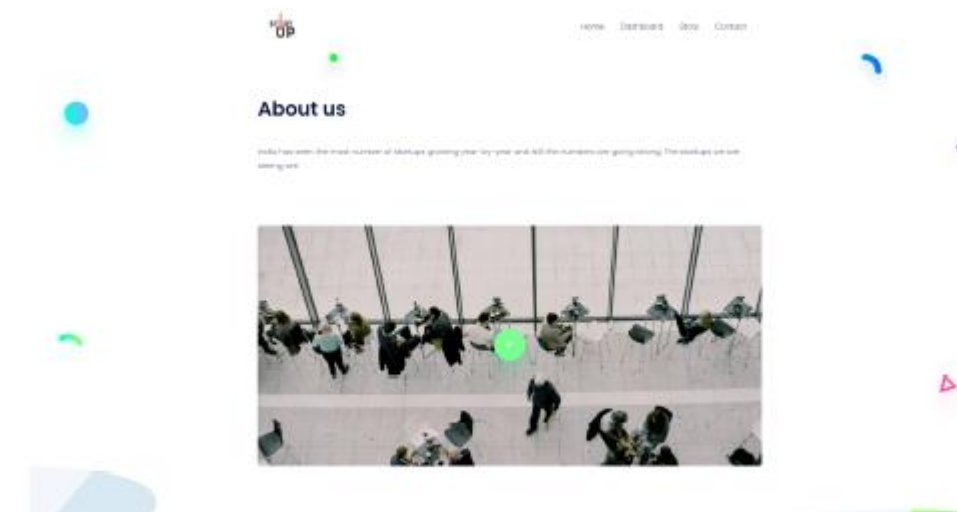 UP
Home Dashboard Blog Contact
About us
India has seen the most number of startups growing year-by-year and still the numbers are going strong. The startups we are
seeing are